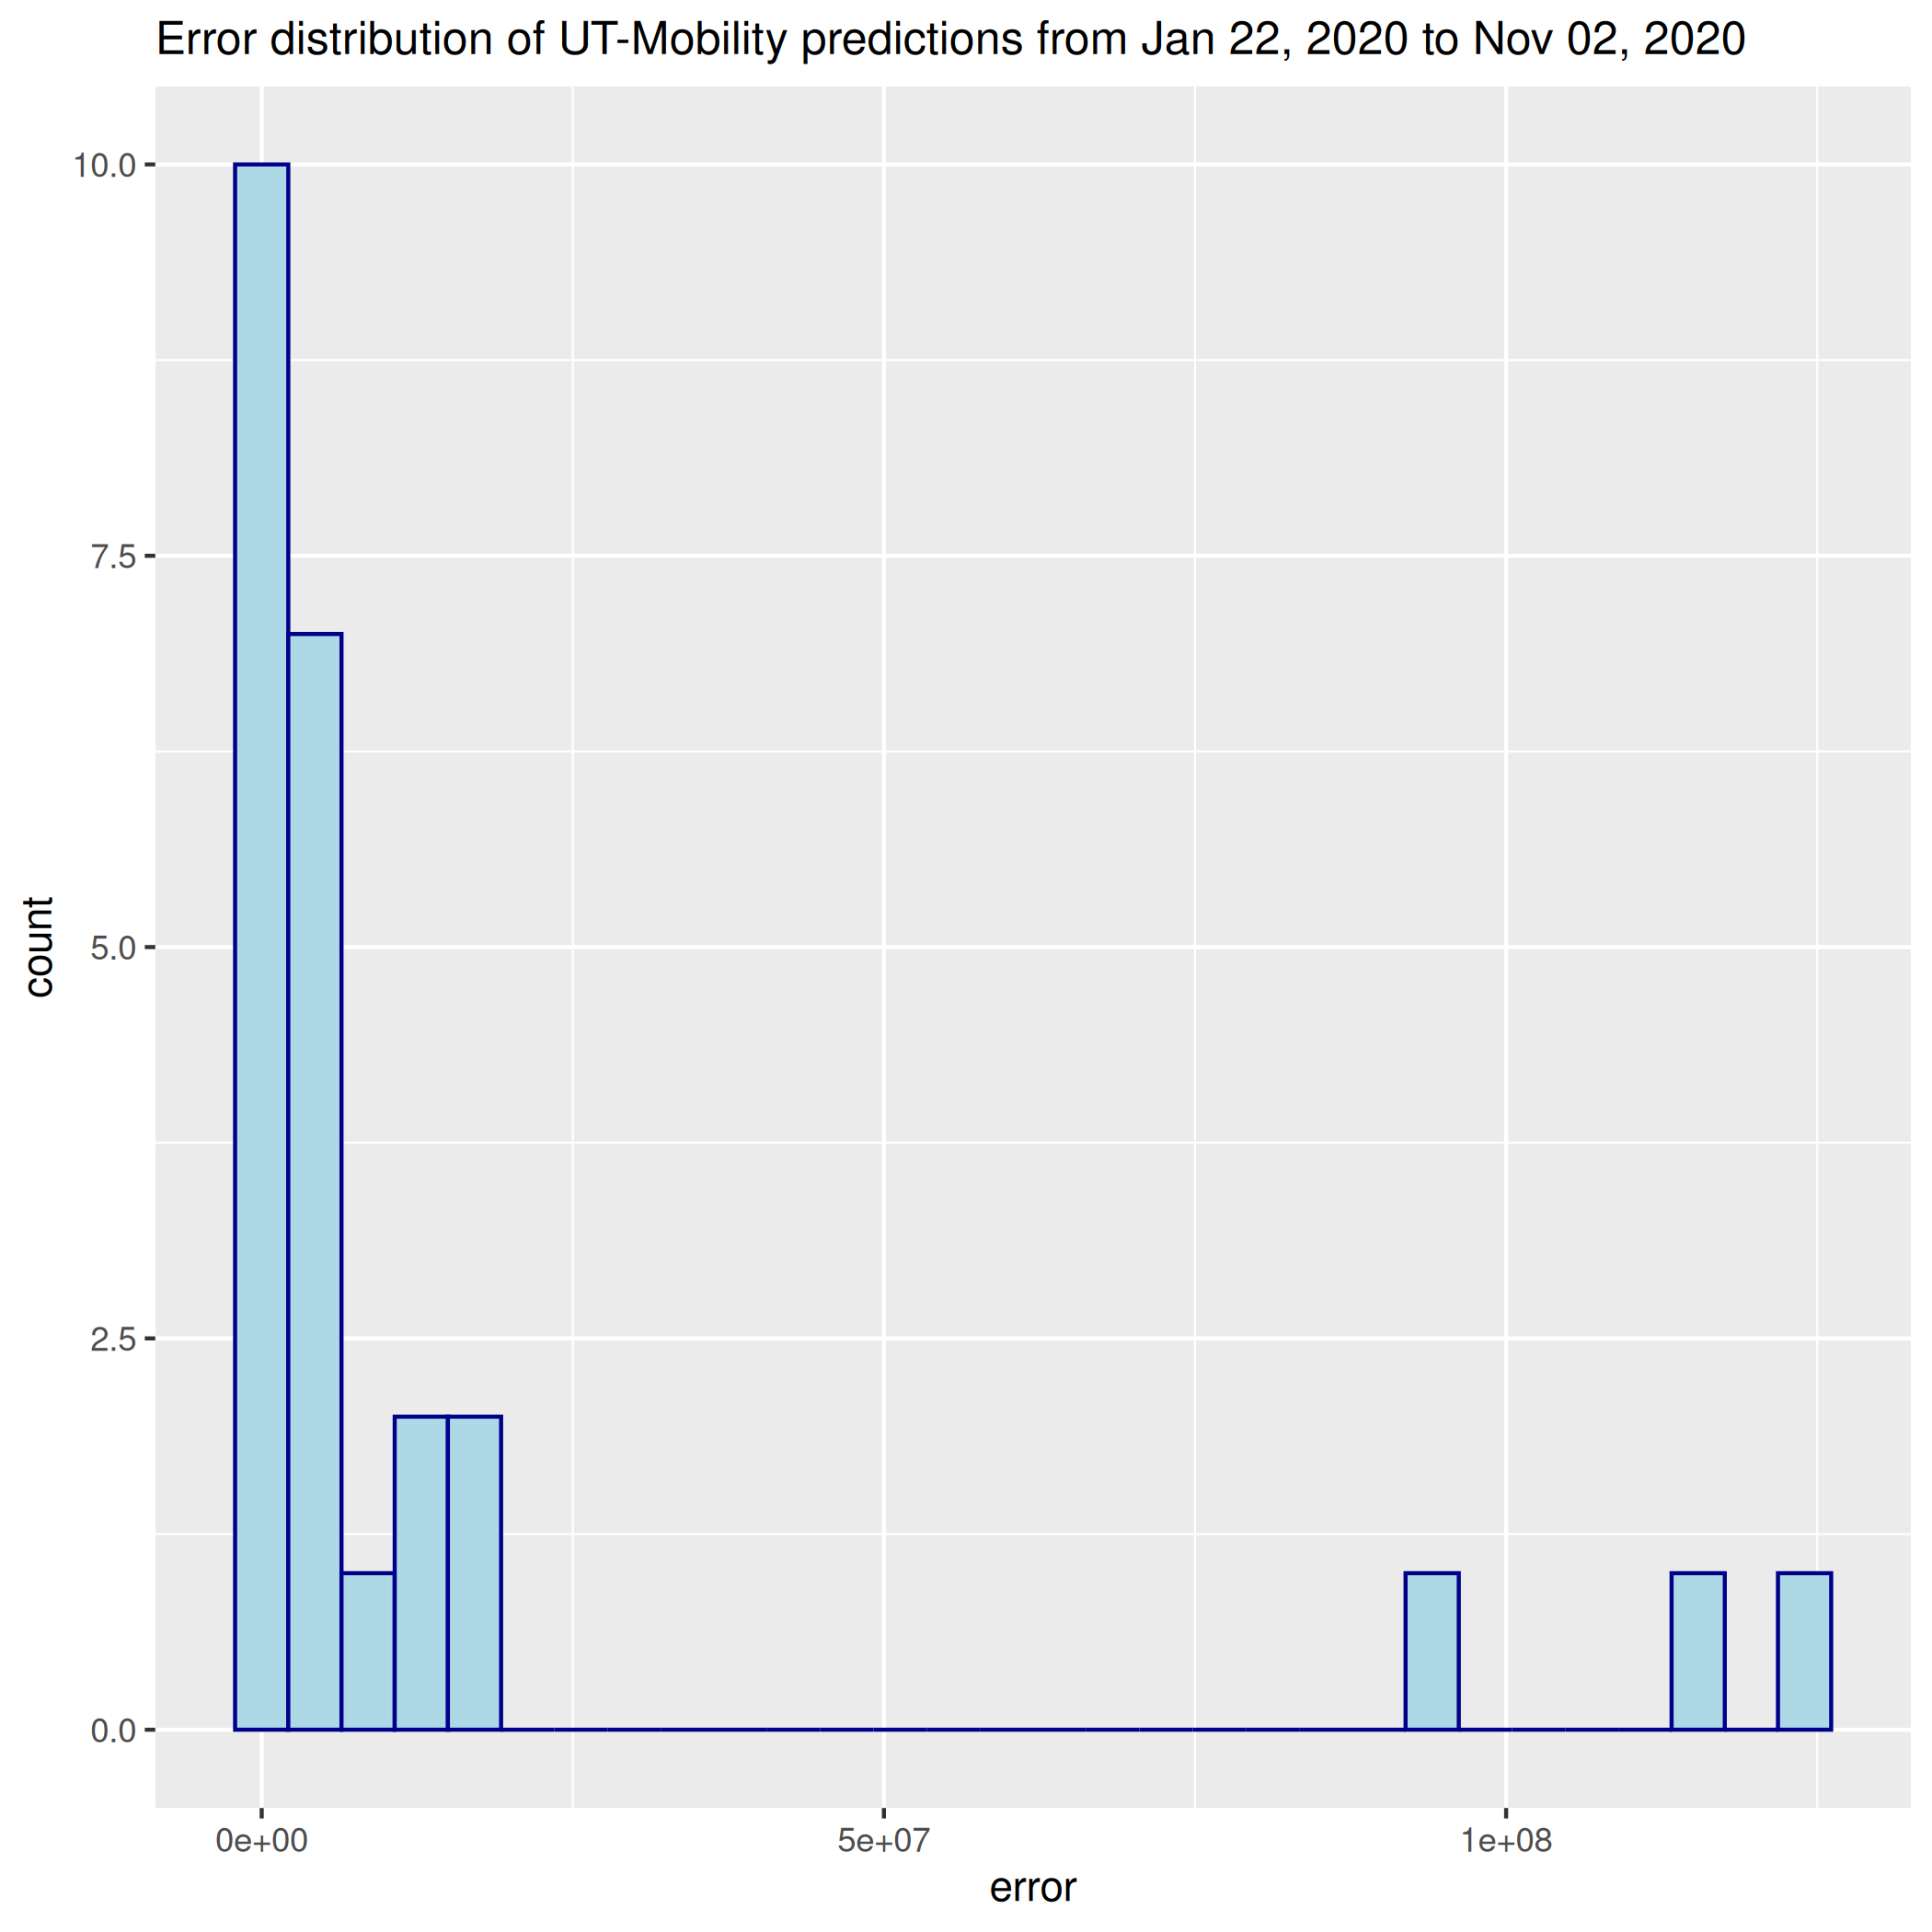 Error distribution of UT-Mobility predictions from Jan 22, 2020 to Nov 02, 2020
10.0
7.5
5.0
2.5
0.0
count
0e+00
5e+07
1e+08
error